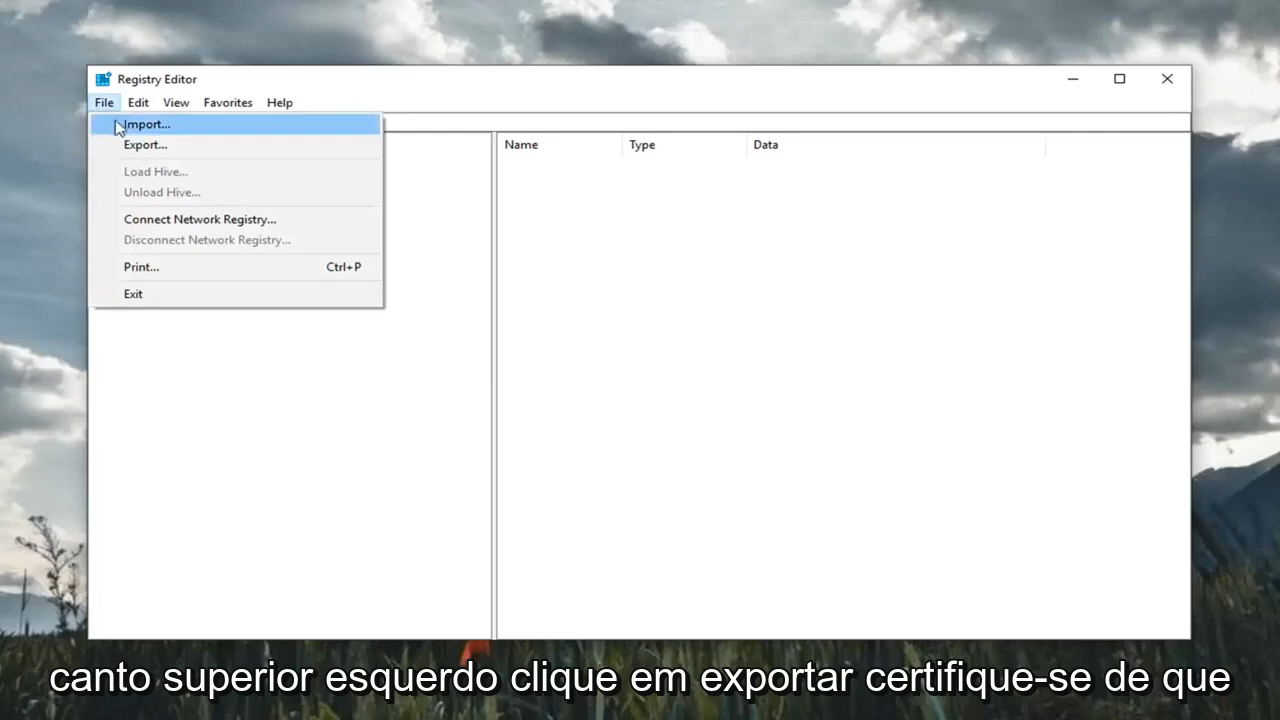 Registry Editor
File Edit View Favorites Help
Import...
Export...
Load Hive...
Unload Hive...
Connect Network Registry...
Disconnect Network Registry...
Print... Ctrl+P
Exit
Name Type Data
canto superior esquerdo clique em exportar certifique-se de que